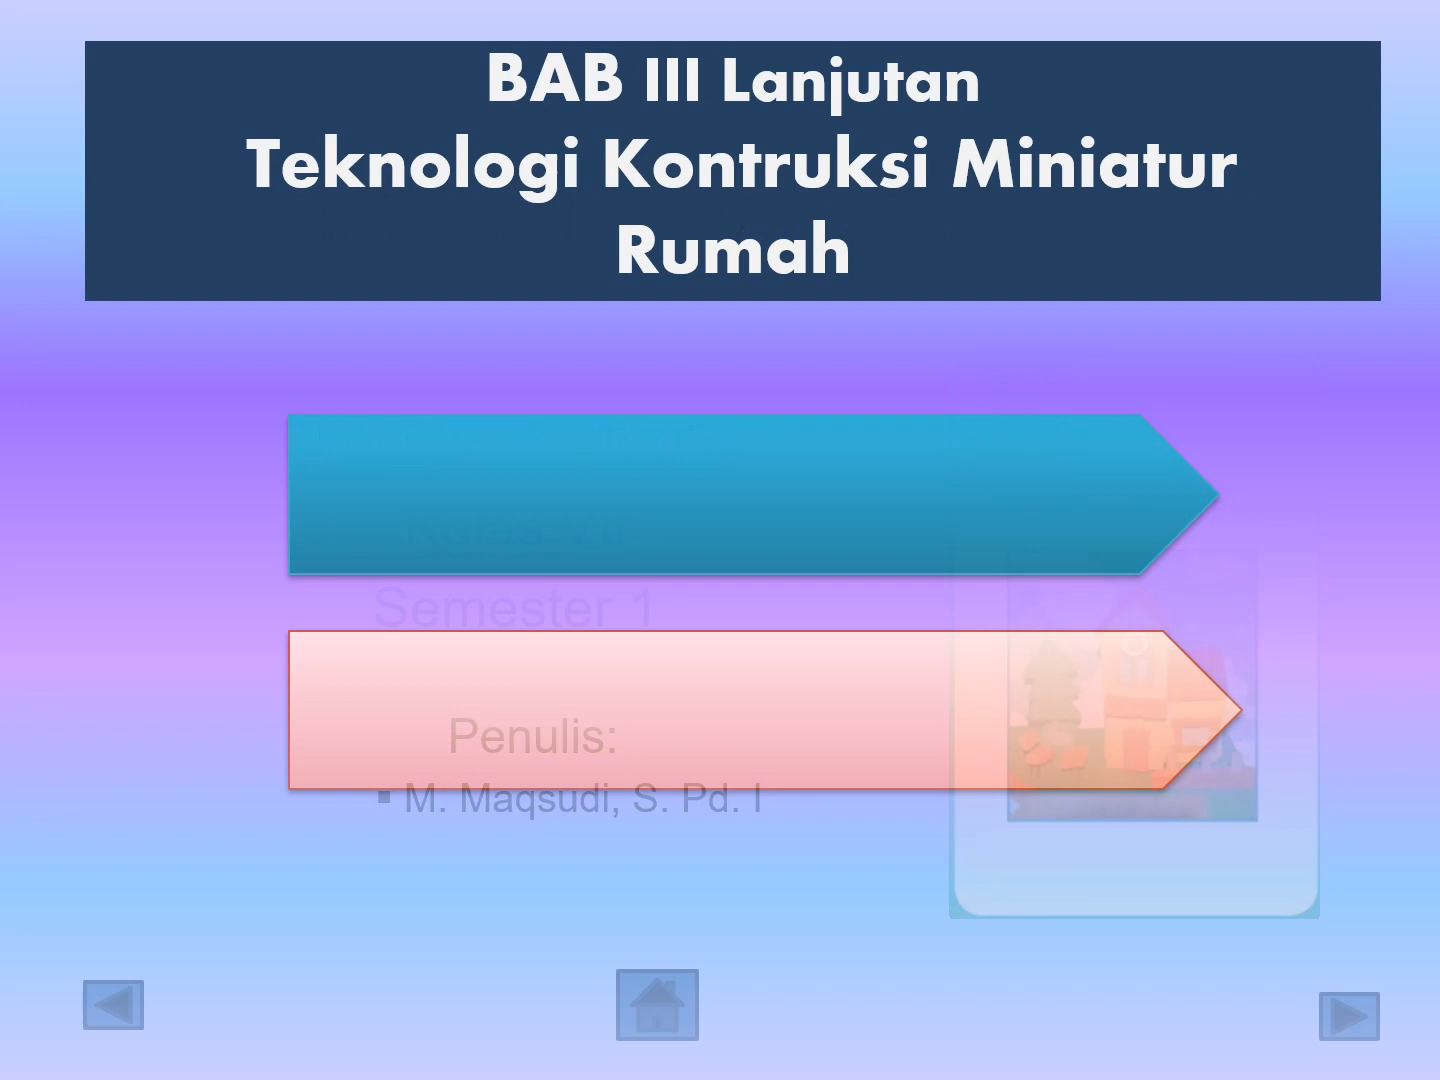 BAB III Lanjutan
Teknologi Kontruksi Miniatur
Rumah
Semester 1
Penulis:
▪ M. Maqsudi, S. Pd. I